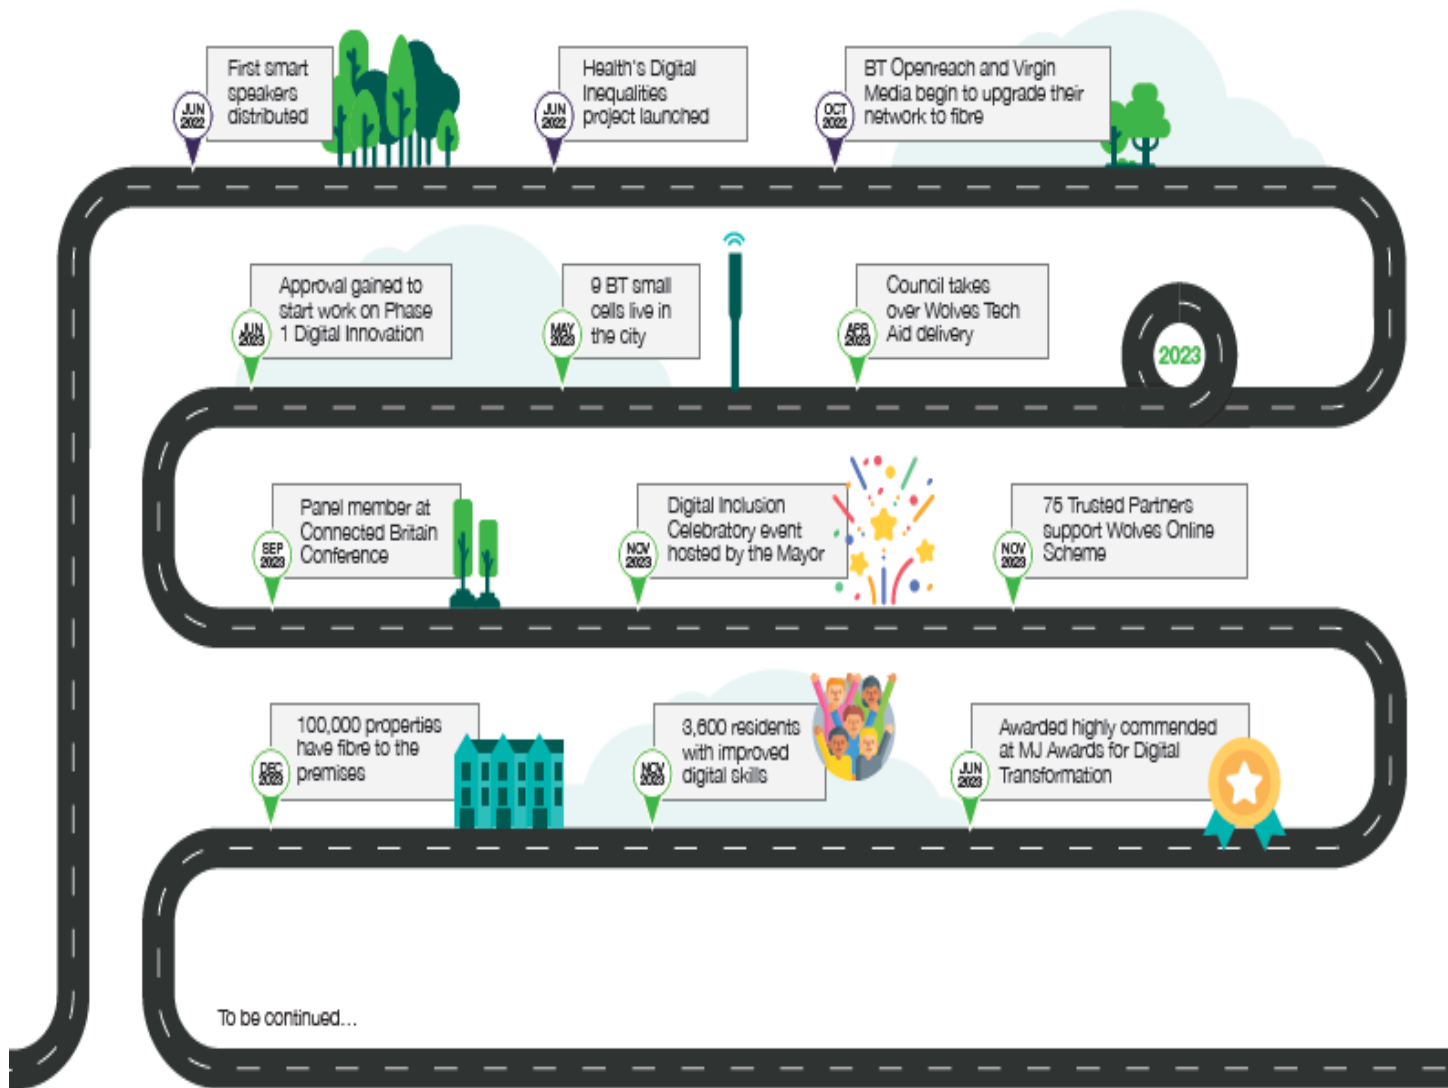 JUN
2022
First smart
speakers
distributed
JUN
2022
Health's Digital
Inequalities
project launched
OCT
2022
BT Openreach and Virgin
Media begin to upgrade their
network to fibre
2023
APR
2023
Council takes
over Wolves Tech
Aid delivery
MAY
2023
9 BT small
cells live in
the city
JUN
2023
Approval gained to
start work on Phase
1 Digital Innovation
SEP
2023
Panel member at
Connected Britain
Conference
NOV
2023
Digital Inclusion
Celebratory event
hosted by the Mayor
NOV
2023
75 Trusted Partners
support Wolves Online
Scheme
JUN
2023
Awarded highly commended
at MJ Awards for Digital
Transformation
NOV
2023
3,600 residents
with improved
digital skills
DEC
2023
100,000 properties
have fibre to the
premises
To be continued...